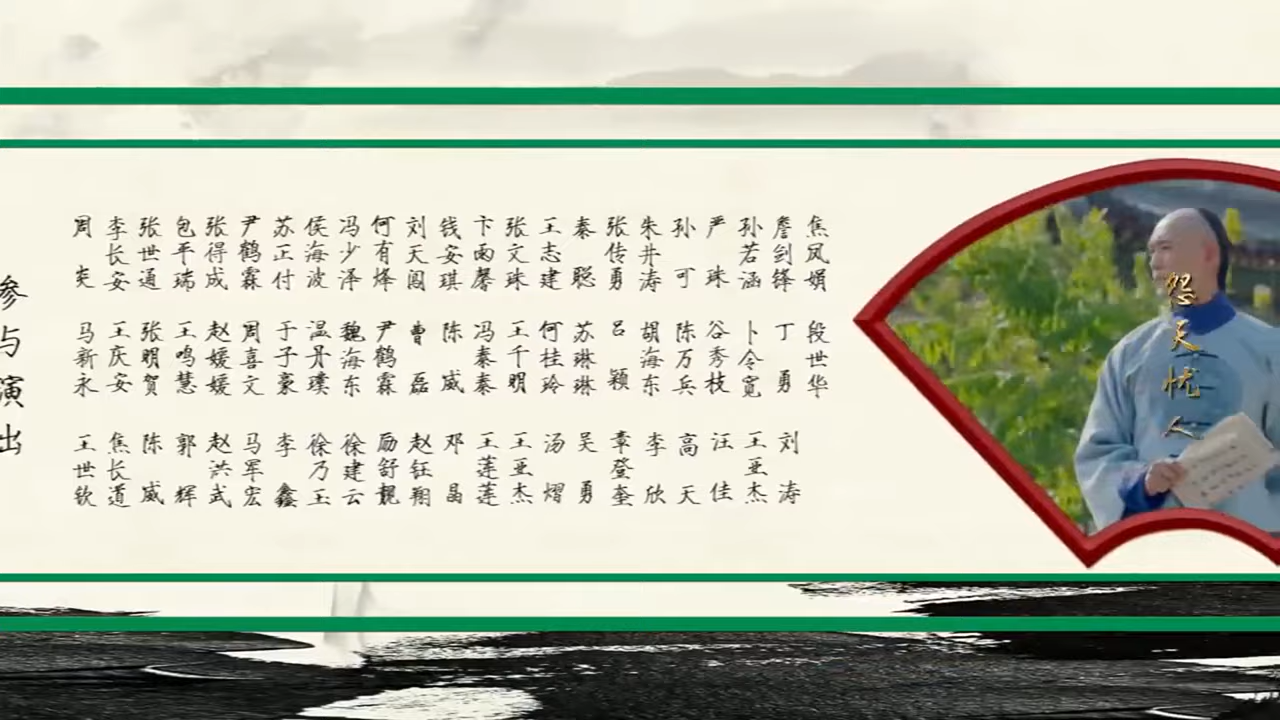 参与演出
周
李长安
张世通
包平瑞
张得成
尹鹤霖
苏正付
侯海波
冯少泽
何有烽
刘天阔
钱安琪
卞雨馨
张文珠
王志建
秦聪
张传勇
朱井涛
孙可
严珠
孙若涵
詹剑锋
焦凤娟
马新永
王庆安
张明贺
王鸣慧
赵媛媛
周喜文
于子豪
温丹璞
魏海东
尹鹤霖
曹磊
陈威
冯秦秦
王千明
何桂玲
苏琳琳
吕颖
胡海东
陈万兵
谷秀枝
卜令宽
丁勇
段世华
王世钦
焦长道
陈威
郭辉
赵洪武
马军宏
李鑫
徐乃玉
徐建云
励舒靓
赵钰翔
邓晶
王莲莲
王亚杰
汤熠
吴勇
章登奎
李欣
高天
汪佳
王亚杰
刘涛
怨天忧人